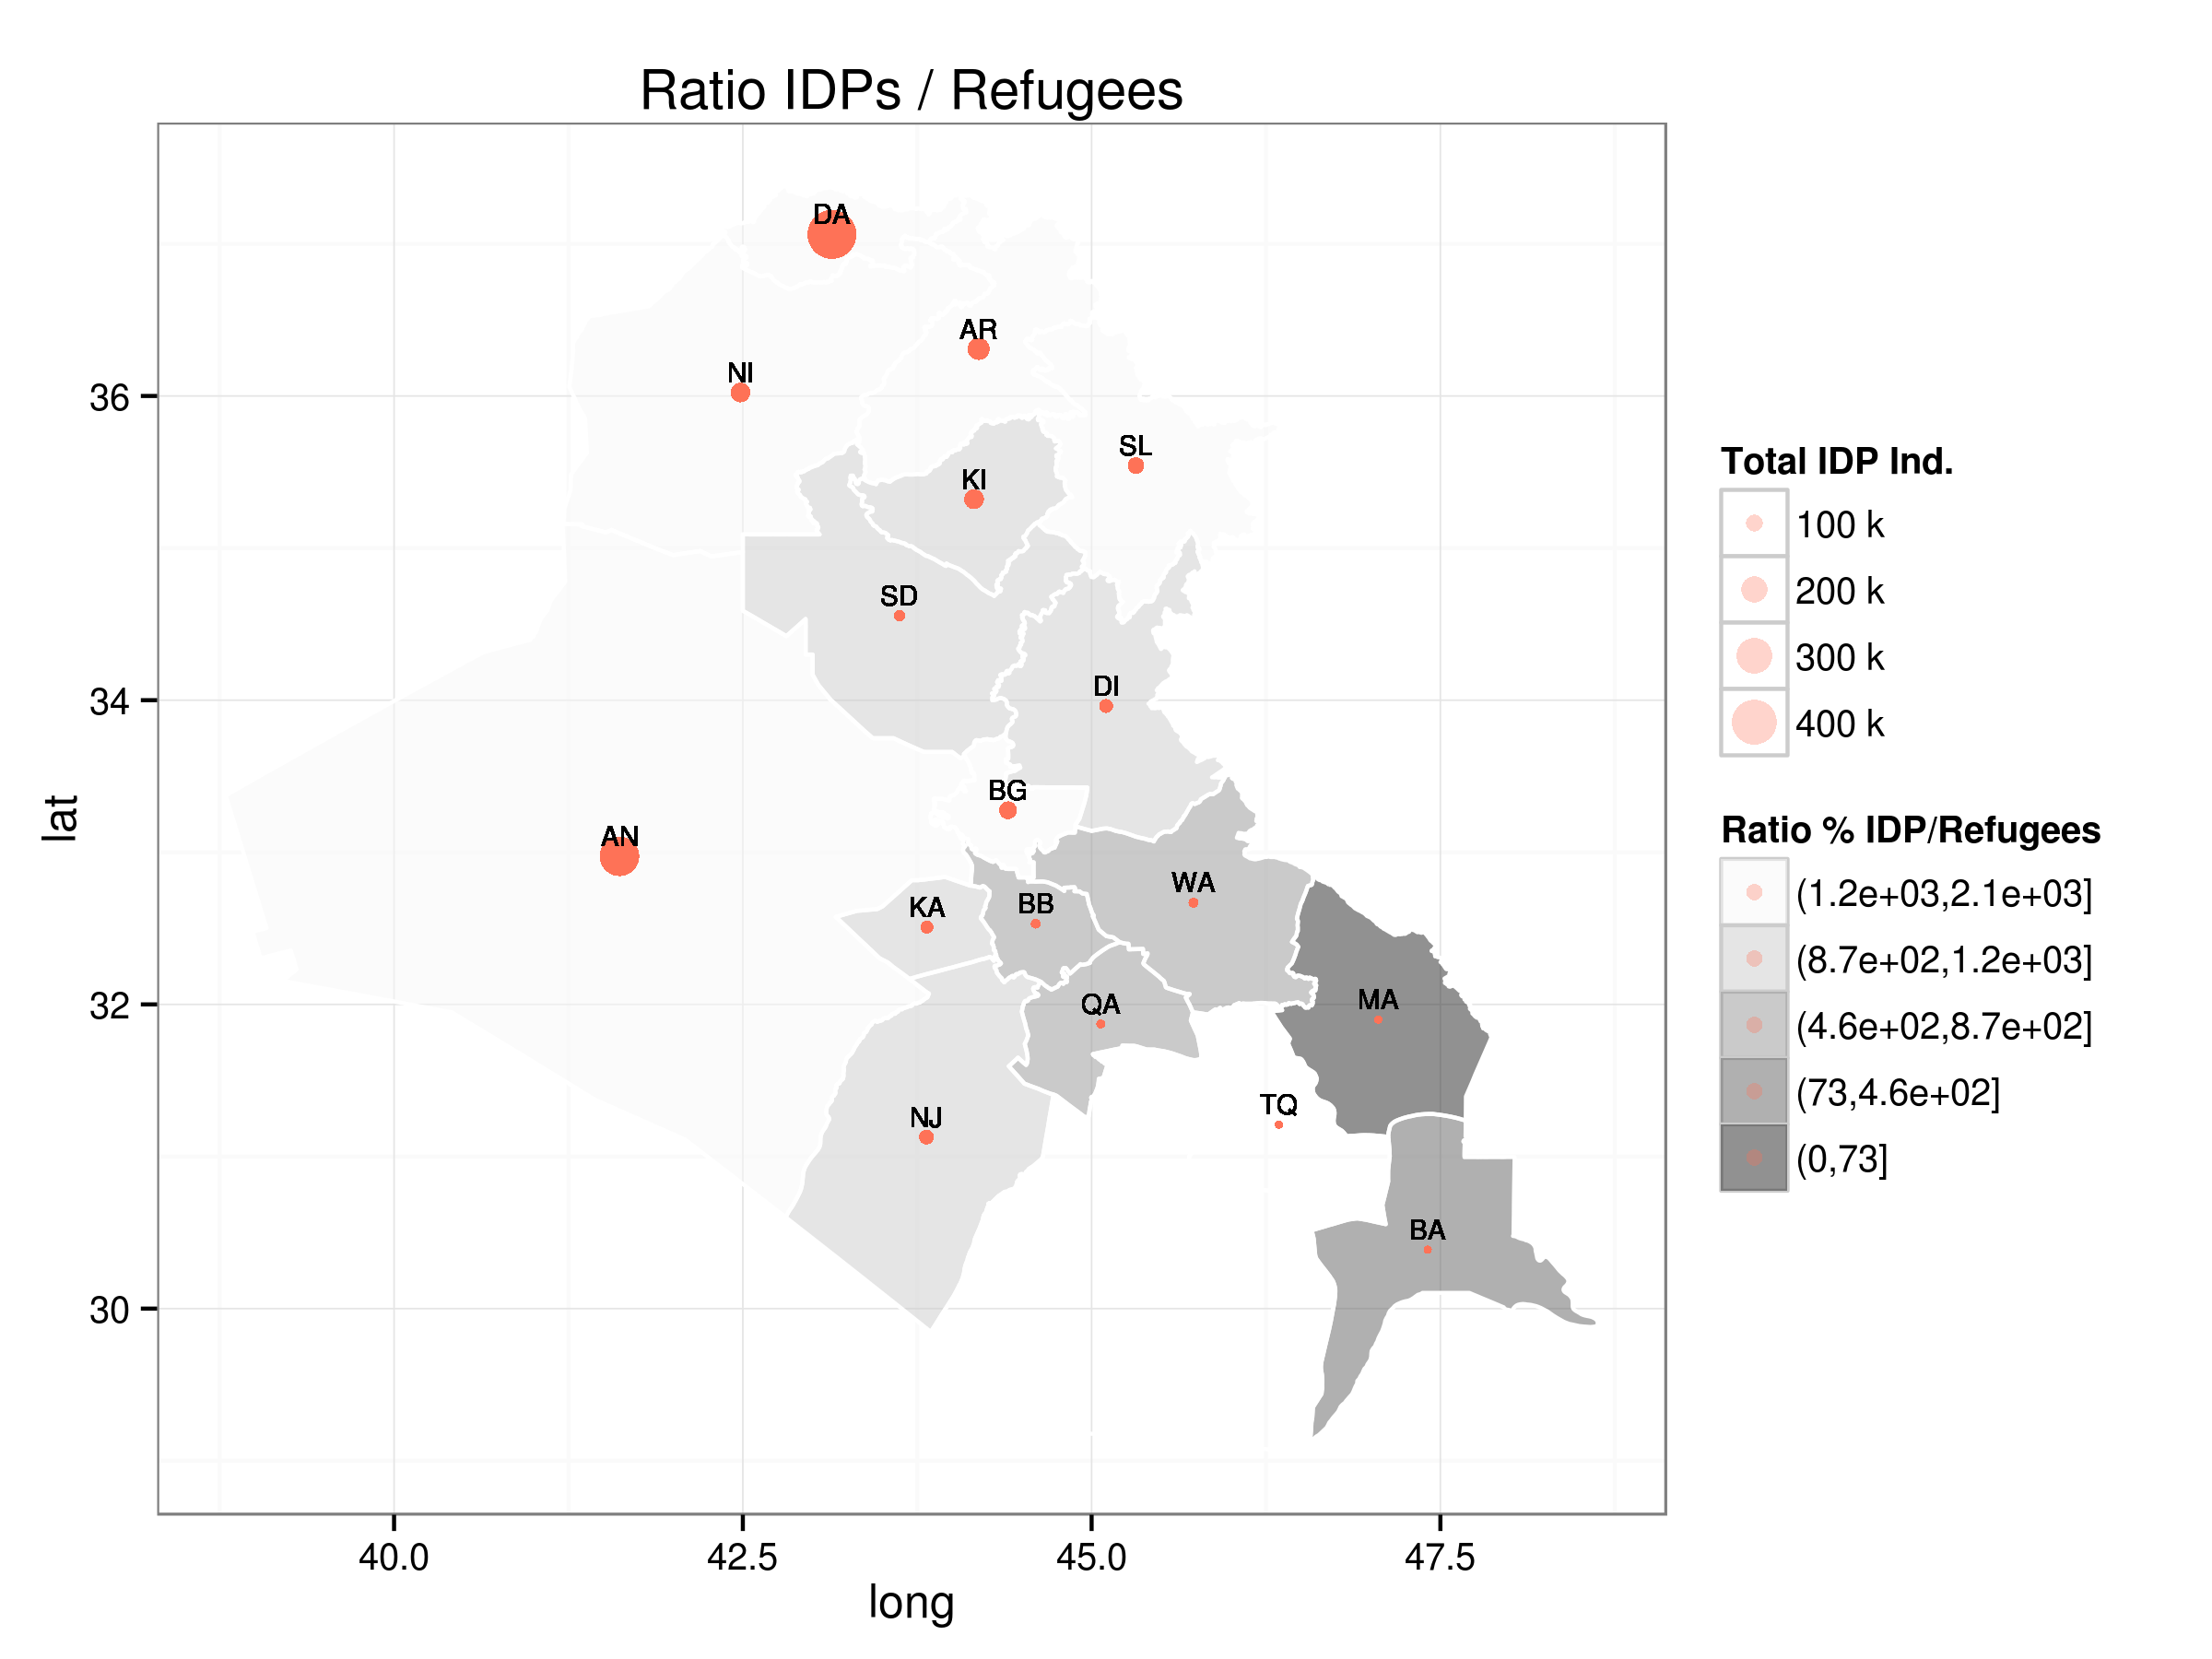 Ratio IDPs / Refugees
DA
AR
NI
SL
KI
SD
DI
BG
AN
WA
KA
BB
QA
MA
TQ
NJ
BA
36
34
32
30
lat
40.0
42.5
45.0
47.5
long
Total IDP Ind.
100 k
200 k
300 k
400 k
Ratio % IDP/Refugees
(1.2e+03,2.1e+03]
(8.7e+02,1.2e+03]
(4.6e+02,8.7e+02]
(73,4.6e+02]
(0,73]